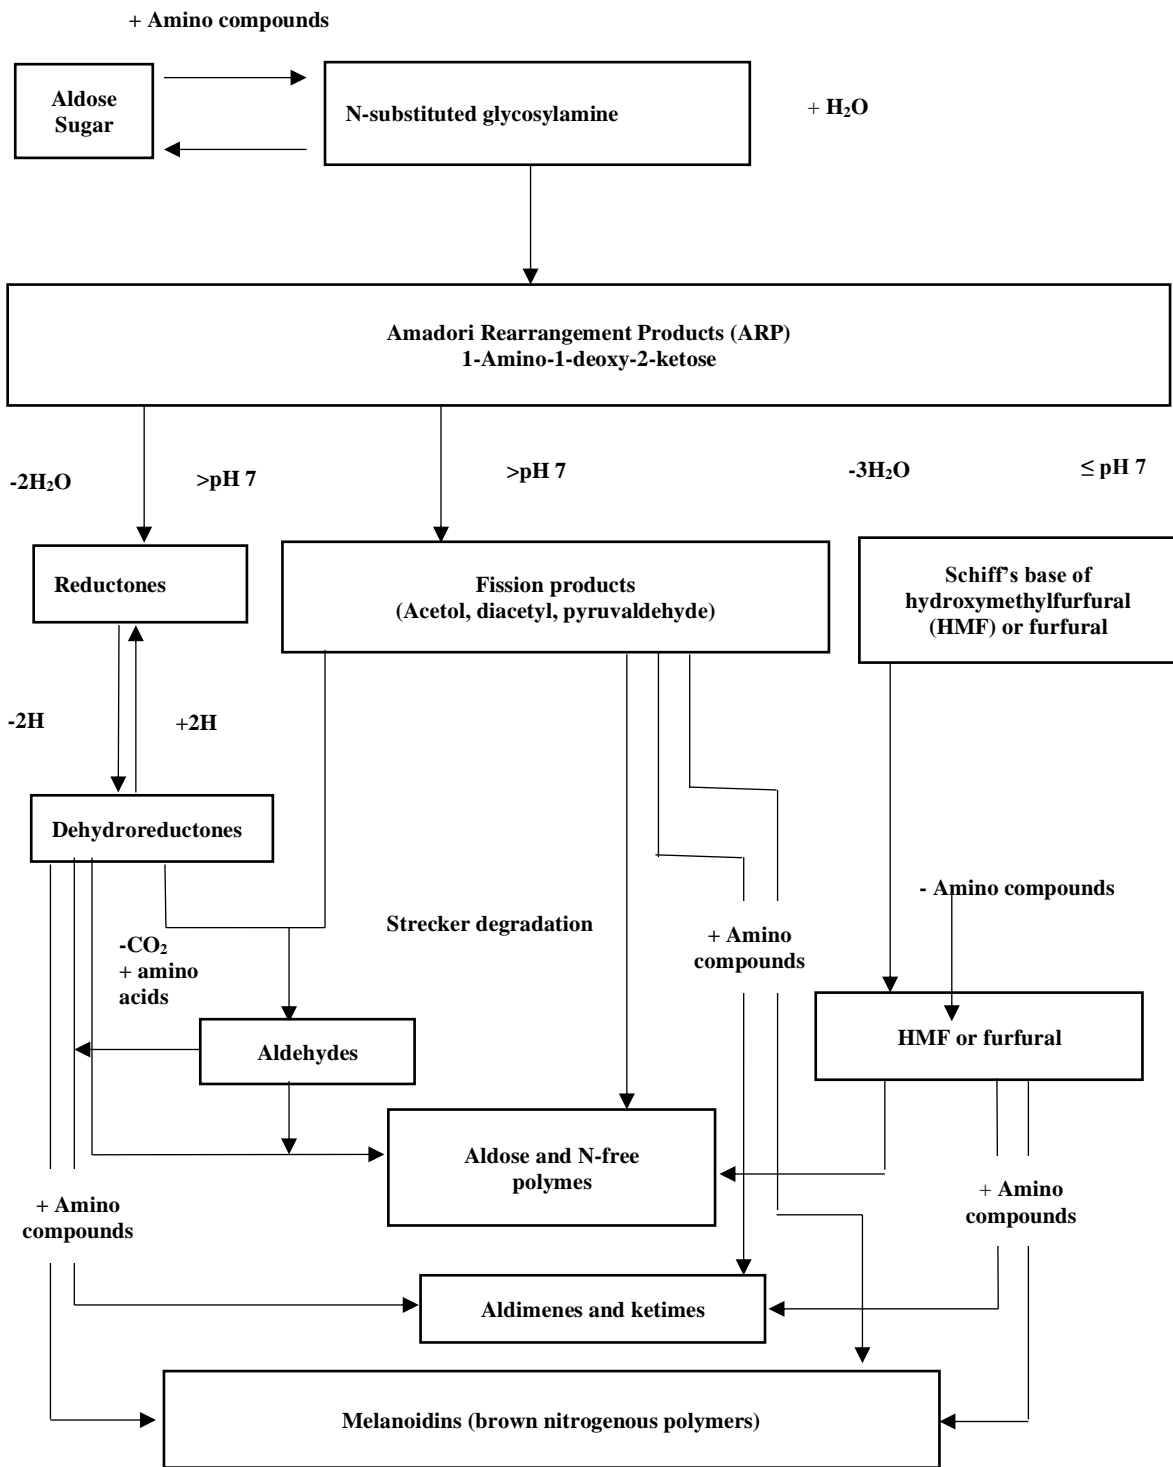 + Amino compounds
Aldose
Sugar
N-substituted glycosylamine
+ H₂O
Amadori Rearrangement Products (ARP)
1-Amino-1-deoxy-2-ketose
-2H₂O
>pH 7
>pH 7
-3H₂O
≤ pH 7
Reductones
Fission products
(Acetol, diacetyl, pyruvaldehyde)
Schiff’s base of
hydroxymethylfurfural
(HMF) or furfural
-2H
+2H
Dehydroreductones
- Amino compounds
Strecker degradation
-CO₂
+ amino
acids
+ Amino
compounds
Aldehydes
HMF or furfural
Aldose and N-free
polymes
+ Amino
compounds
+ Amino
compounds
Aldimenes and ketimes
Melanoidins (brown nitrogenous polymers)